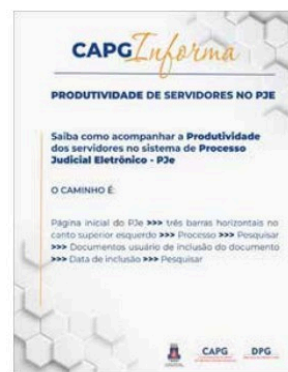 CAPG Informa
PRODUTIVIDADE DE SERVIDORES NO PJE
Saiba como acompanhar a Produtividade
dos servidores no sistema de Processo
Judicial Eletrônico - PJe
O CAMINHO É:
Página inicial do PJe >>> três barras horizontais no
canto superior esquerdo >>> Processo >>> Pesquisar
>>> Documentos usuário de inclusão do documento
>>> Data de inclusão >>> Pesquisar
CAPG
DPG